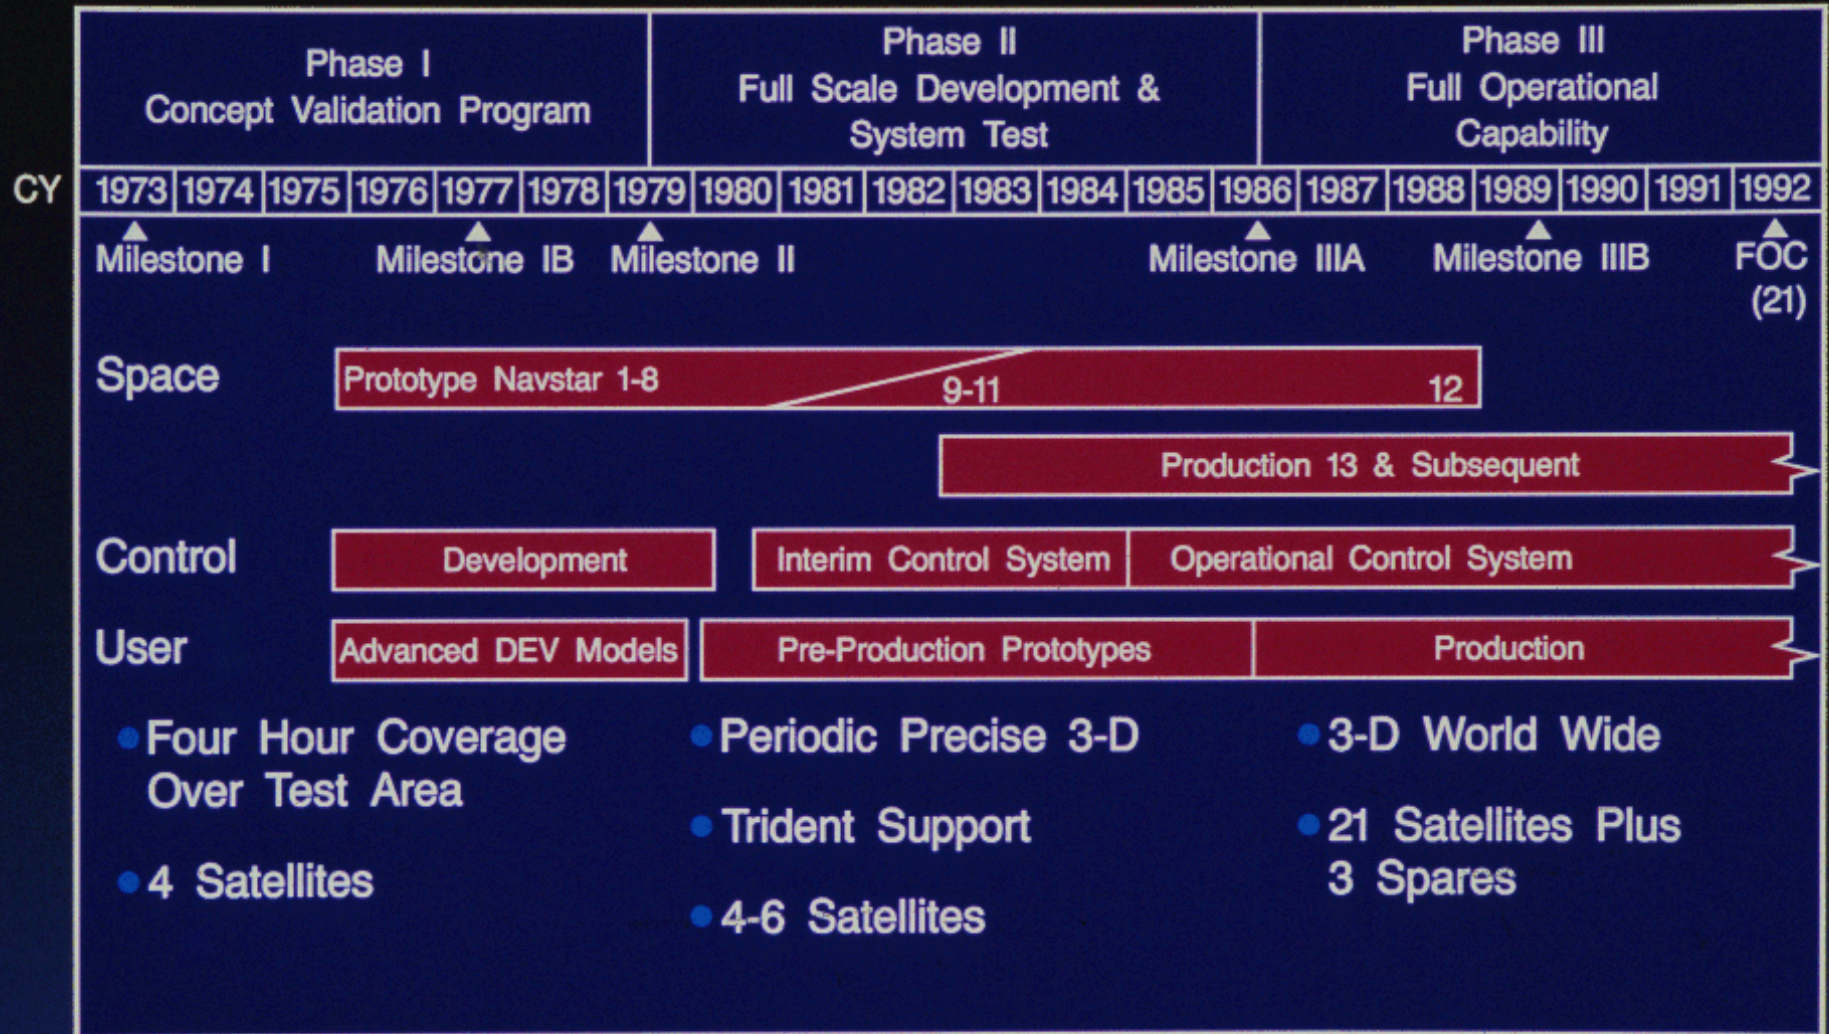 Phase I
Concept Validation Program
Phase II
Full Scale Development &
System Test
Phase III
Full Operational
Capability
CY 1973 1974 1975 1976 1977 1978 1979 1980 1981 1982 1983 1984 1985 1986 1987 1988 1989 1990 1991 1992
Milestone I Milestone IB Milestone II Milestone IIIA Milestone IIIB FOC
(21)
Space Prototype Navstar 1-8 9-11 12
Production 13 & Subsequent
Control Development Interim Control System Operational Control System
User Advanced DEV Models Pre-Production Prototypes Production
Four Hour Coverage
Over Test Area
4 Satellites
Periodic Precise 3-D
Trident Support
4-6 Satellites
3-D World Wide
21 Satellites Plus
3 Spares